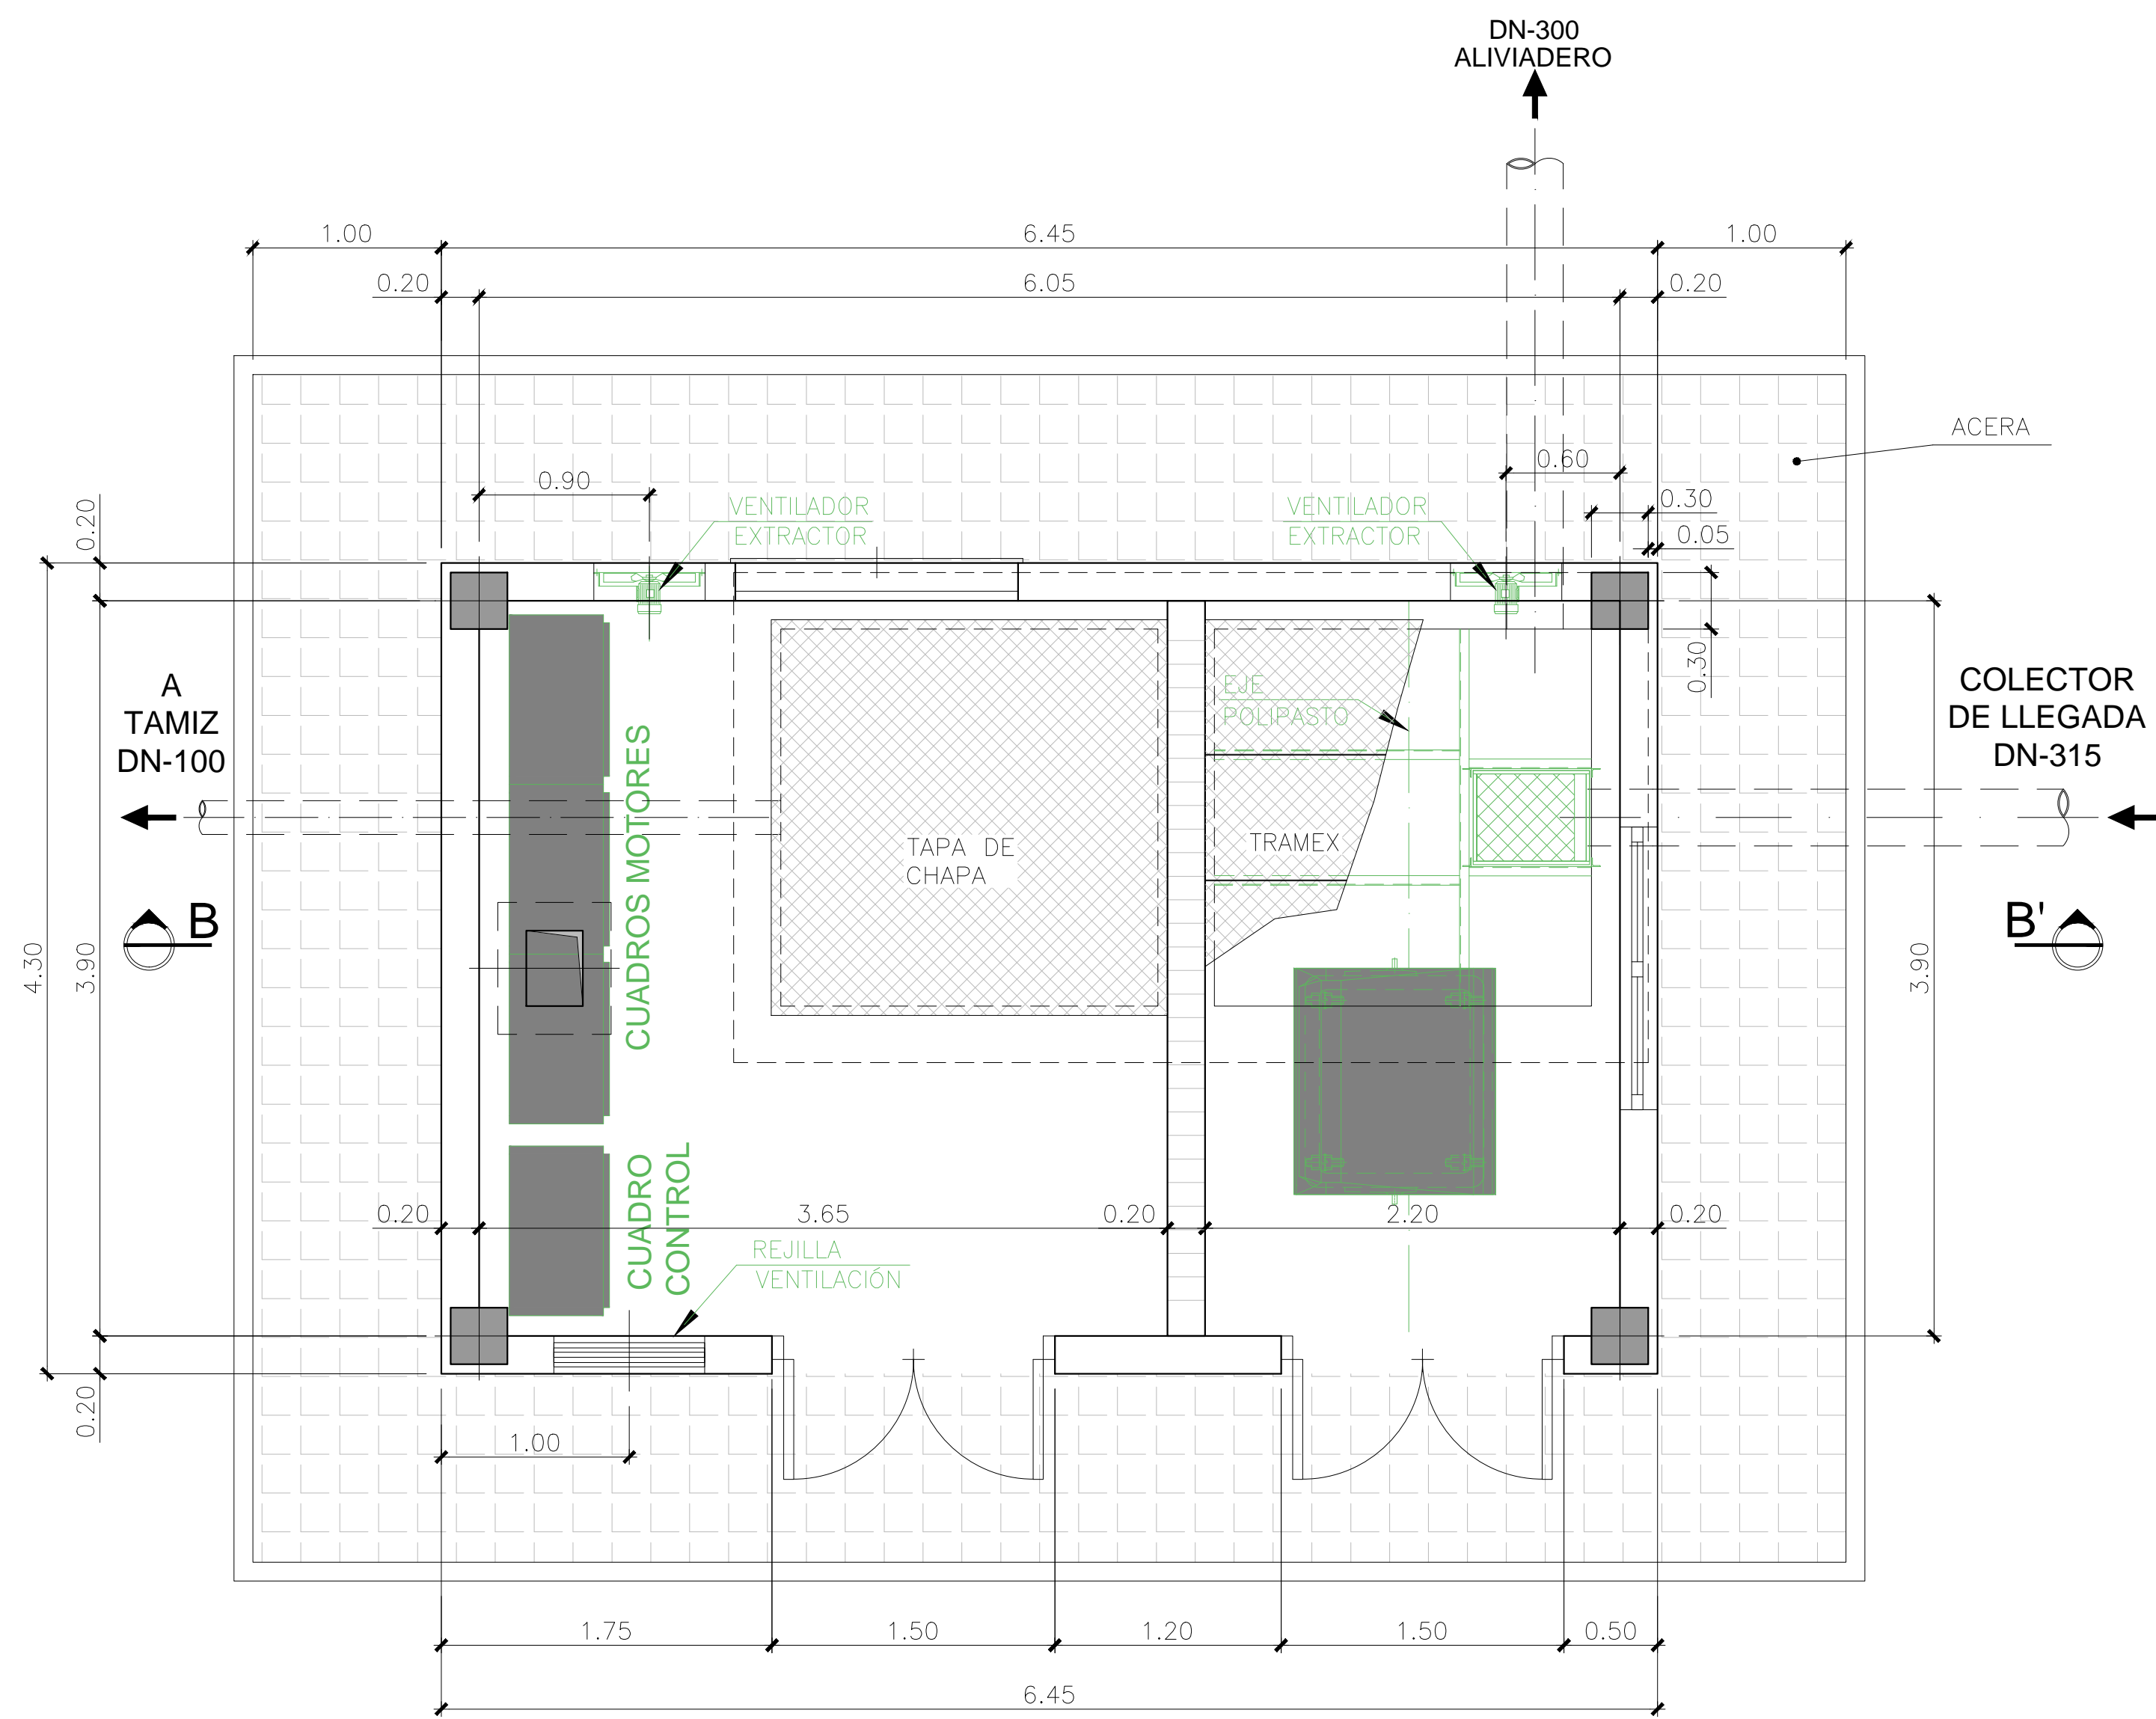 DN-300
ALIVIADERO
1.00
6.45
1.00
0.20
6.05
0.20
ACERA
0.60
0.90
0.30
VENTILADOR
EXTRACTOR
VENTILADOR
EXTRACTOR
0.20
0.05
0.30
A
TAMIZ
DN-100
EJE
POLIPASTO
COLECTOR
DE LLEGADA
DN-315
CUADROS MOTORES
TAPA DE
CHAPA
TRAMEX
B
B'
4.30
3.90
3.90
CUADRO
CONTROL
0.20
3.65
0.20
2.20
0.20
REJILLA
VENTILACIÓN
0.20
1.00
1.75
1.50
1.20
1.50
0.50
6.45